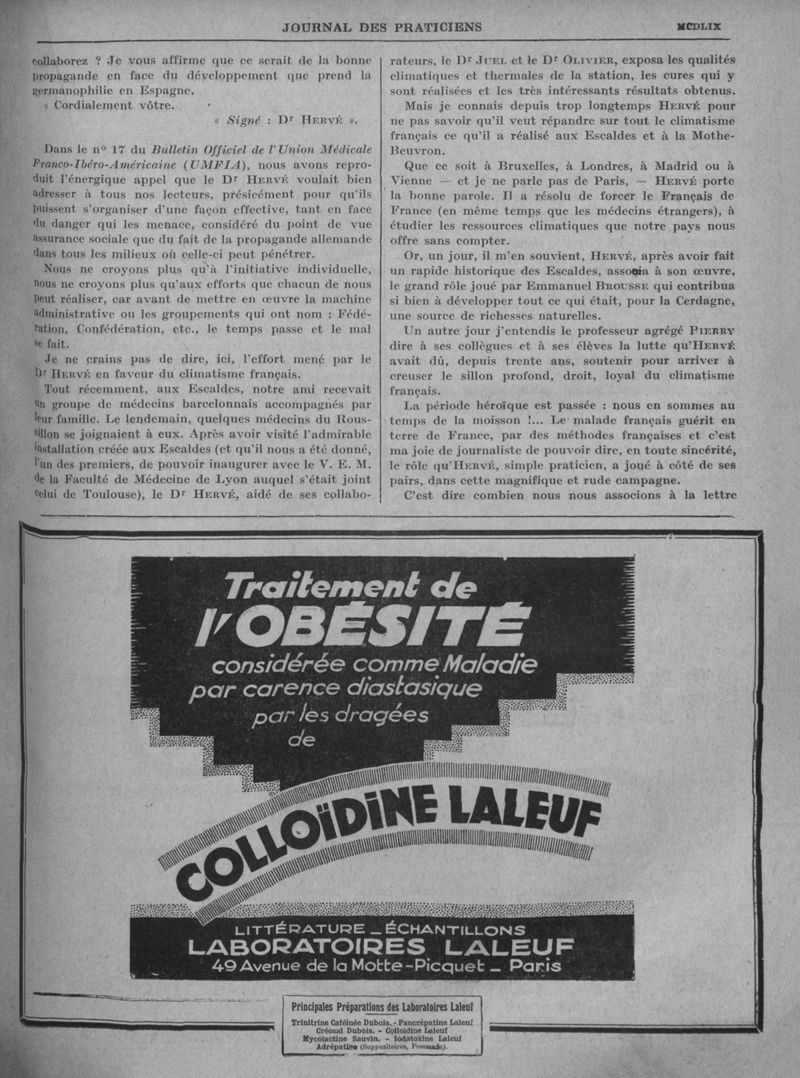 JOURNAL DES PRATICIENS
MCDLIX
collaborez ? Je vous affirme que ce serait de la bonne
propagande en face du développement que prend la
germanophilie en Espagne.
« Cordialement vôtre.
« Signé : Dr HERVÉ ».
Dans le n° 17 du Bulletin Officiel de l'Union Médicale
Franco-Ibéro-Américaine (UMFIA), nous avons repro-
duit l'énergique appel que le Dr HERVÉ voulait bien
adresser à tous nos lecteurs, présicément pour qu'ils
puissent s'organiser d'une façon effective, tant en face
du danger qui les menace, considéré du point de vue
assurance sociale que du fait de la propagande allemande
dans tous les milieux où celle-ci peut pénétrer.
Nous ne croyons plus qu'à l'initiative individuelle,
nous ne croyons plus qu'aux efforts que chacun de nous
peut réaliser, car avant de mettre en œuvre la machine
administrative ou les groupements qui ont nom : Fédé-
ration, Confédération, etc., le temps passe et le mal
se fait.
Je ne crains pas de dire, ici, l'effort mené par le
Dr HERVÉ en faveur du climatisme français.
Tout récemment, aux Escaldes, notre ami recevait
un groupe de médecins barcelonnais accompagnés par
leur famille. Le lendemain, quelques médecins du Rous-
sillon se joignaient à eux. Après avoir visité l'admirable
installation créée aux Escaldes (et qu'il nous a été donné,
l'un des premiers, de pouvoir inaugurer avec le V. E. M.
de la Faculté de Médecine de Lyon auquel s'était joint
celui de Toulouse), le Dr HERVÉ, aidé de ses collabo-
rateurs, le Dr JUEL et le Dr OLIVIER, exposa les qualités
climatiques et thermales de la station, les cures qui y
sont réalisées et les très intéressants résultats obtenus.
Mais je connais depuis trop longtemps HERVÉ pour
ne pas savoir qu'il veut répandre sur tout le climatisme
français ce qu'il a réalisé aux Escaldes et à la Mothe-
Beuvron.
Que ce soit à Bruxelles, à Londres, à Madrid ou à
Vienne — et je ne parle pas de Paris, — HERVÉ porte
la bonne parole. Il a résolu de forcer le Français de
France (en même temps que les médecins étrangers), à
étudier les ressources climatiques que notre pays nous
offre sans compter.
Or, un jour, il m'en souvient, HERVÉ, après avoir fait
un rapide historique des Escaldes, associa à son œuvre,
le grand rôle joué par Emmanuel BROUSSE qui contribua
si bien à développer tout ce qui était, pour la Cerdagne,
une source de richesses naturelles.
Un autre jour j'entendis le professeur agrégé PIERRY
dire à ses collègues et à ses élèves la lutte qu'HERVÉ
avait dû, depuis trente ans, soutenir pour arriver à
creuser le sillon profond, droit, loyal du climatisme
français.
La période héroïque est passée : nous en sommes au
temps de la moisson !... Le malade français guérit en
terre de France, par des méthodes françaises et c'est
ma joie de journaliste de pouvoir dire, en toute sincérité,
le rôle qu'HERVÉ, simple praticien, a joué à côté de ses
pairs, dans cette magnifique et rude campagne.
C'est dire combien nous nous associons à la lettre
Traitement de
l'OBÉSITÉ
considérée comme Maladie
par carence diastasique
par les dragées
de
COLLOÏDINE LALEUF
LITTÉRATURE _ ÉCHANTILLONS
LABORATOIRES LALEUF
49 Avenue de la Motte-Picquet _ Paris
Principales Préparations des Laboratoires Laleuf
Trinitrine Caféinée Dubois. - Pancrépatine Laleuf
Créosal Dubois. - Colloïdine Laleuf
Mycolactine Sauvin. - Iodatoxine Laleuf
Adrépatine (Suppositoires, Pommade).